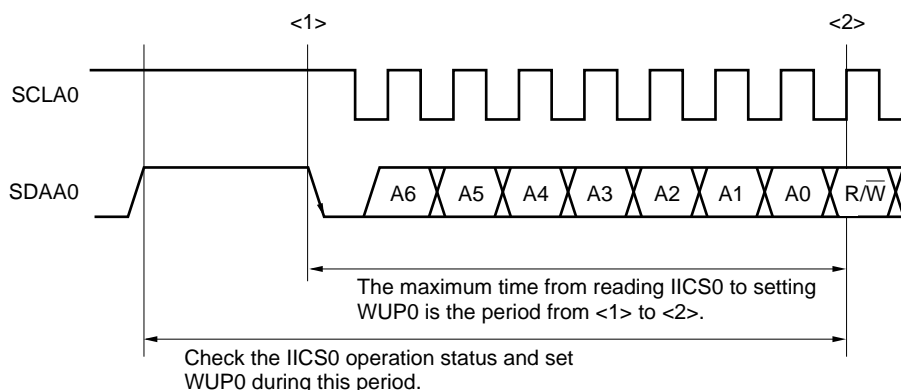 <1> <2>
SCLA0
SDAA0 A6 A5 A4 A3 A2 A1 A0 R/W̅
The maximum time from reading IICS0 to setting
WUP0 is the period from <1> to <2>.
Check the IICS0 operation status and set
WUP0 during this period.